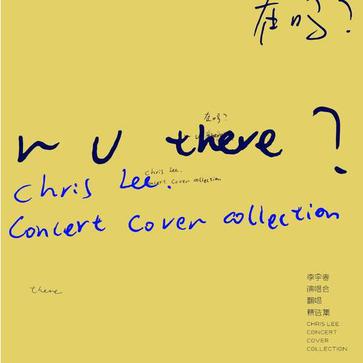 在吗?
在吗?
r u there?
Chris Lee.
Concert Cover collection
Chris Lee.
Concert Cover collection
there
李宇春
演唱会
翻唱
精选集
CHRIS LEE
CONCERT
COVER
COLLECTION